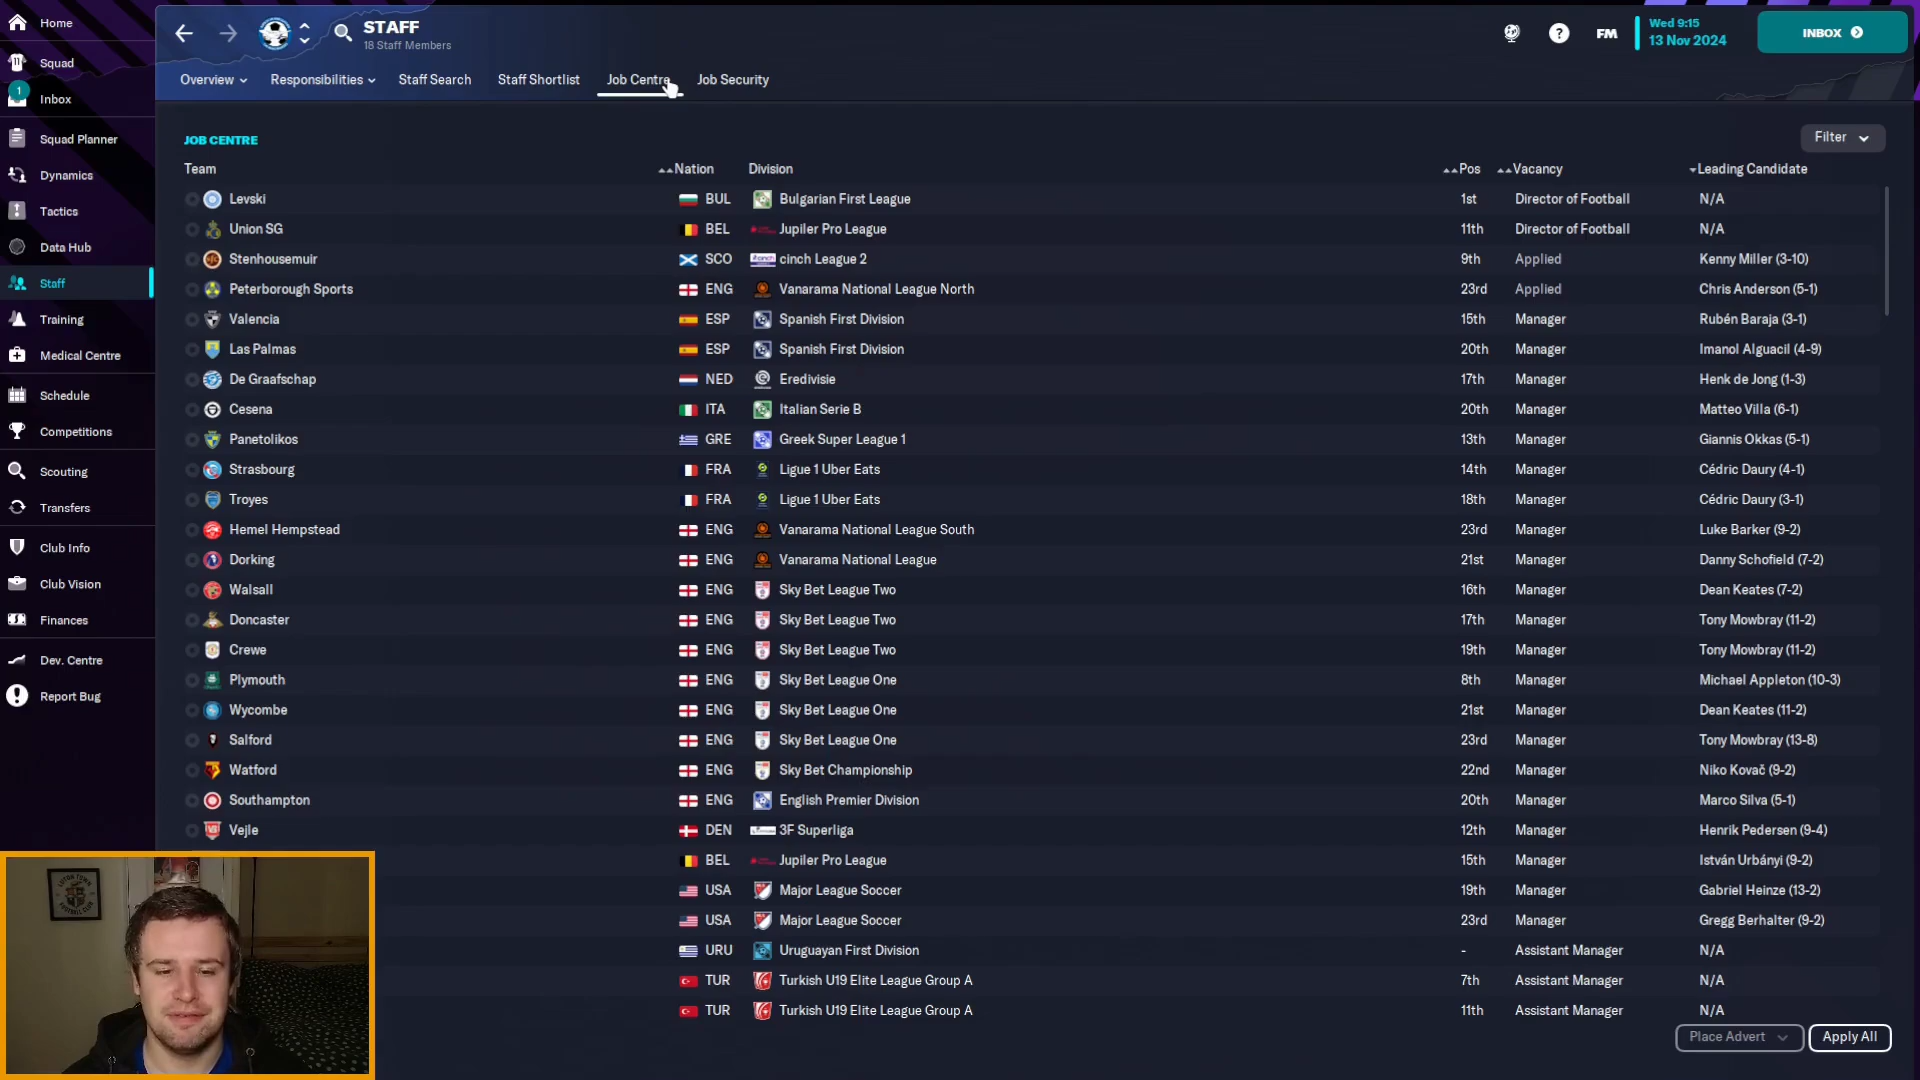 Home
Squad
1
Inbox
Squad Planner
Dynamics
Tactics
Data Hub
Staff
Training
Medical Centre
Schedule
Competitions
Scouting
Transfers
Club Info
Club Vision
Finances
Dev. Centre
Report Bug
STAFF
18 Staff Members
FM
Wed 9:15
13 Nov 2024
INBOX
Overview Responsibilities Staff Search Staff Shortlist Job Centre Job Security
JOB CENTRE
Filter
Team Nation Division Pos Vacancy Leading Candidate
Levski BUL Bulgarian First League 1st Director of Football N/A
Union SG BEL Jupiler Pro League 11th Director of Football N/A
Stenhousemuir SCO cinch League 2 9th Applied Kenny Miller (3-10)
Peterborough Sports ENG Vanarama National League North 23rd Applied Chris Anderson (5-1)
Valencia ESP Spanish First Division 15th Manager Rubén Baraja (3-1)
Las Palmas ESP Spanish First Division 20th Manager Imanol Alguacil (4-9)
De Graafschap NED Eredivisie 17th Manager Henk de Jong (1-3)
Cesena ITA Italian Serie B 20th Manager Matteo Villa (6-1)
Panetolikos GRE Greek Super League 1 13th Manager Giannis Okkas (5-1)
Strasbourg FRA Ligue 1 Uber Eats 14th Manager Cédric Daury (4-1)
Troyes FRA Ligue 1 Uber Eats 18th Manager Cédric Daury (3-1)
Hemel Hempstead ENG Vanarama National League South 23rd Manager Luke Barker (9-2)
Dorking ENG Vanarama National League 21st Manager Danny Schofield (7-2)
Walsall ENG Sky Bet League Two 16th Manager Dean Keates (7-2)
Doncaster ENG Sky Bet League Two 17th Manager Tony Mowbray (11-2)
Crewe ENG Sky Bet League Two 19th Manager Tony Mowbray (11-2)
Plymouth ENG Sky Bet League One 8th Manager Michael Appleton (10-3)
Wycombe ENG Sky Bet League One 21st Manager Dean Keates (11-2)
Salford ENG Sky Bet League One 23rd Manager Tony Mowbray (13-8)
Watford ENG Sky Bet Championship 22nd Manager Niko Kovač (9-2)
Southampton ENG English Premier Division 20th Manager Marco Silva (5-1)
Vejle DEN 3F Superliga 12th Manager Henrik Pedersen (9-4)
BEL Jupiler Pro League 15th Manager István Urbányi (9-2)
USA Major League Soccer 19th Manager Gabriel Heinze (13-2)
USA Major League Soccer 23rd Manager Gregg Berhalter (9-2)
URU Uruguayan First Division - Assistant Manager N/A
TUR Turkish U19 Elite League Group A 7th Assistant Manager N/A
TUR Turkish U19 Elite League Group A 11th Assistant Manager N/A
Place Advert
Apply All
LUTON TOWN